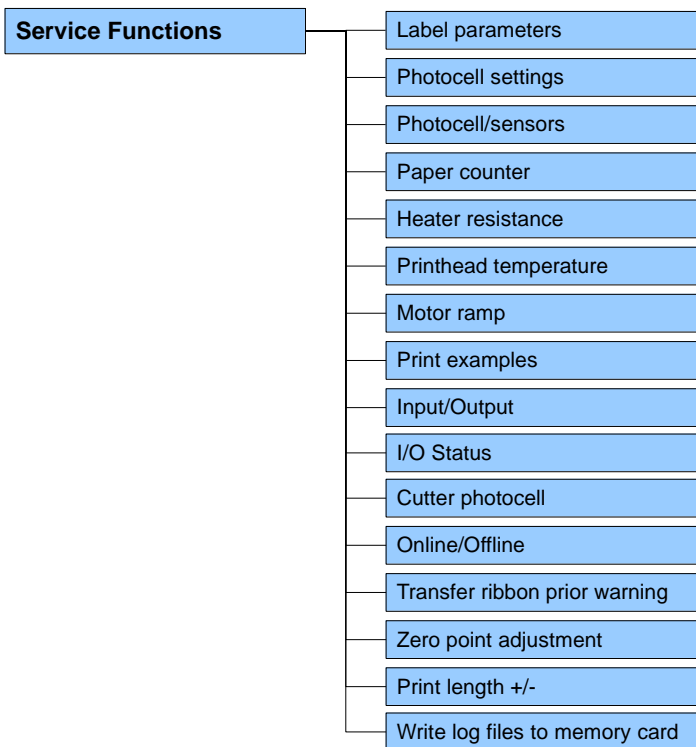 Service Functions
Label parameters
Photocell settings
Photocell/sensors
Paper counter
Heater resistance
Printhead temperature
Motor ramp
Print examples
Input/Output
I/O Status
Cutter photocell
Online/Offline
Transfer ribbon prior warning
Zero point adjustment
Print length +/-
Write log files to memory card